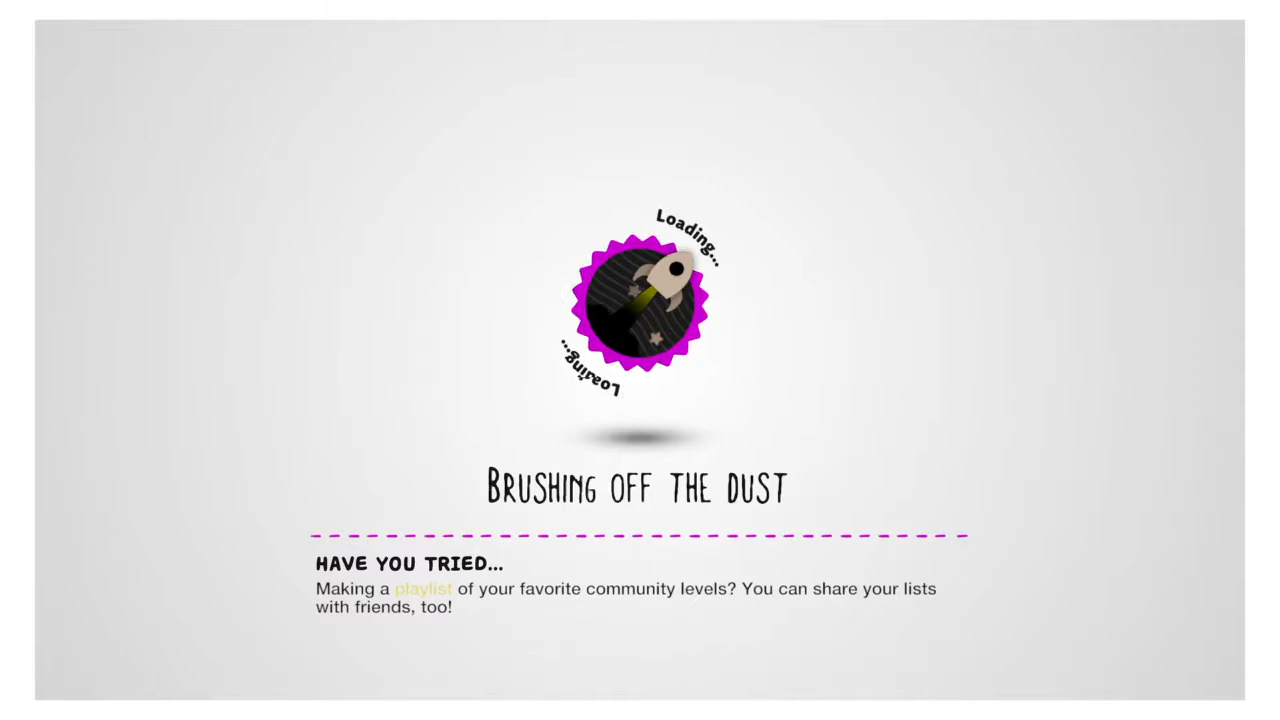 Loading...
Loading...
BRUSHING OFF THE DUST
HAVE YOU TRIED...
Making a playlist of your favorite community levels? You can share your lists
with friends, too!